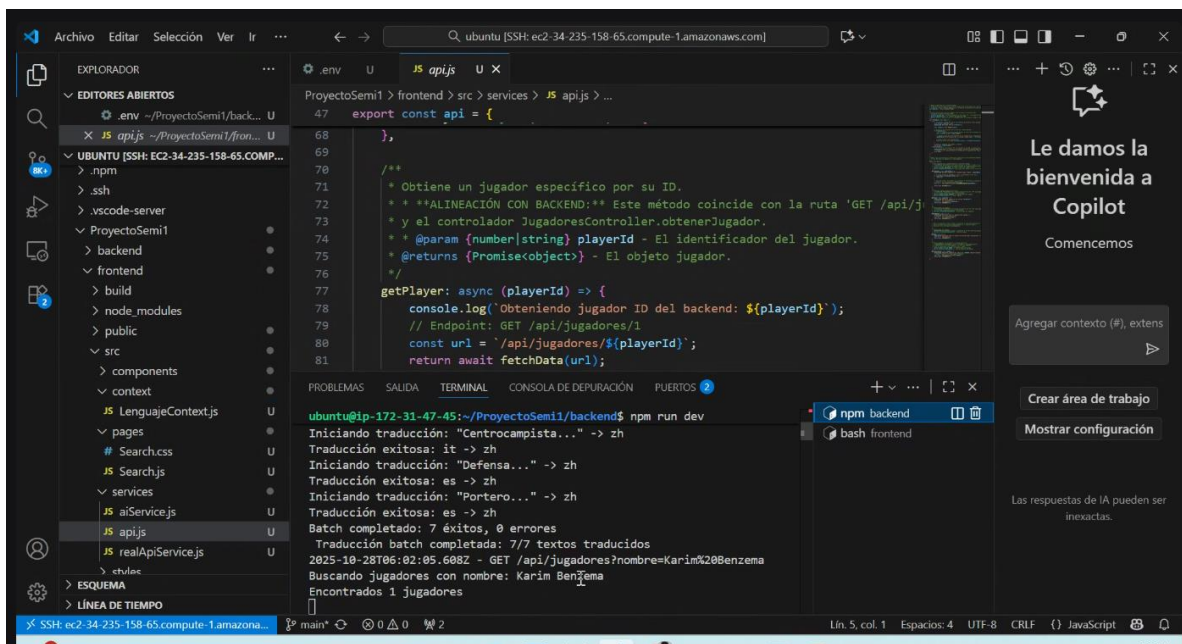 Archivo Editar Selección Ver Ir ···
ubuntu [SSH: ec2-34-235-158-65.compute-1.amazonaws.com]
EXPLORADOR
EDITORES ABIERTOS
.env ~/ProyectoSemi1/back... U
JS api.js ~/ProyectoSemi1/fron... U
UBUNTU [SSH: EC2-34-235-158-65.COMP...
8K+
> .npm
> .ssh
> .vscode-server
ProyectoSemi1
> backend
frontend
> build
> node_modules
> public
src
> components
context
JS LenguajeContext.js U
pages
# Search.css U
JS Search.js U
services
JS aiService.js U
JS api.js U
JS realApiService.js U
> styles
> ESQUEMA
> LÍNEA DE TIEMPO
2
.env U
JS api.js U X
ProyectoSemi1 > frontend > src > services > JS api.js > ...
47 export const api = {
68 },
69
70 /**
71 * Obtiene un jugador específico por su ID.
72 * * **ALINEACIÓN CON BACKEND:** Este método coincide con la ruta 'GET /api/j
73 * y el controlador JugadoresController.obtenerJugador.
74 * * @param {number|string} playerId - El identificador del jugador.
75 * @returns {Promise<object>} - El objeto jugador.
76 */
77 getPlayer: async (playerId) => {
78 console.log(`Obteniendo jugador ID del backend: ${playerId}`);
79 // Endpoint: GET /api/jugadores/1
80 const url = `/api/jugadores/${playerId}`;
81 return await fetchData(url);
PROBLEMAS SALIDA TERMINAL CONSOLA DE DEPURACIÓN PUERTOS 2
ubuntu@ip-172-31-47-45:~/ProyectoSemi1/backend$ npm run dev
Iniciando traducción: "Centrocampista..." -> zh
Traducción exitosa: it -> zh
Iniciando traducción: "Defensa..." -> zh
Traducción exitosa: es -> zh
Iniciando traducción: "Portero..." -> zh
Traducción exitosa: es -> zh
Batch completado: 7 éxitos, 0 errores
Traducción batch completada: 7/7 textos traducidos
2025-10-28T06:02:05.608Z - GET /api/jugadores?nombre=Karim%20Benzema
Buscando jugadores con nombre: Karim Benzema
Encontrados 1 jugadores
npm backend
bash frontend
Le damos la
bienvenida a
Copilot
Comencemos
Agregar contexto (#), extens
Crear área de trabajo
Mostrar configuración
Las respuestas de IA pueden ser
inexactas.
SSH: ec2-34-235-158-65.compute-1.amazona... main* 0 0 2 Lín. 5, col. 1 Espacios: 4 UTF-8 CRLF {} JavaScript